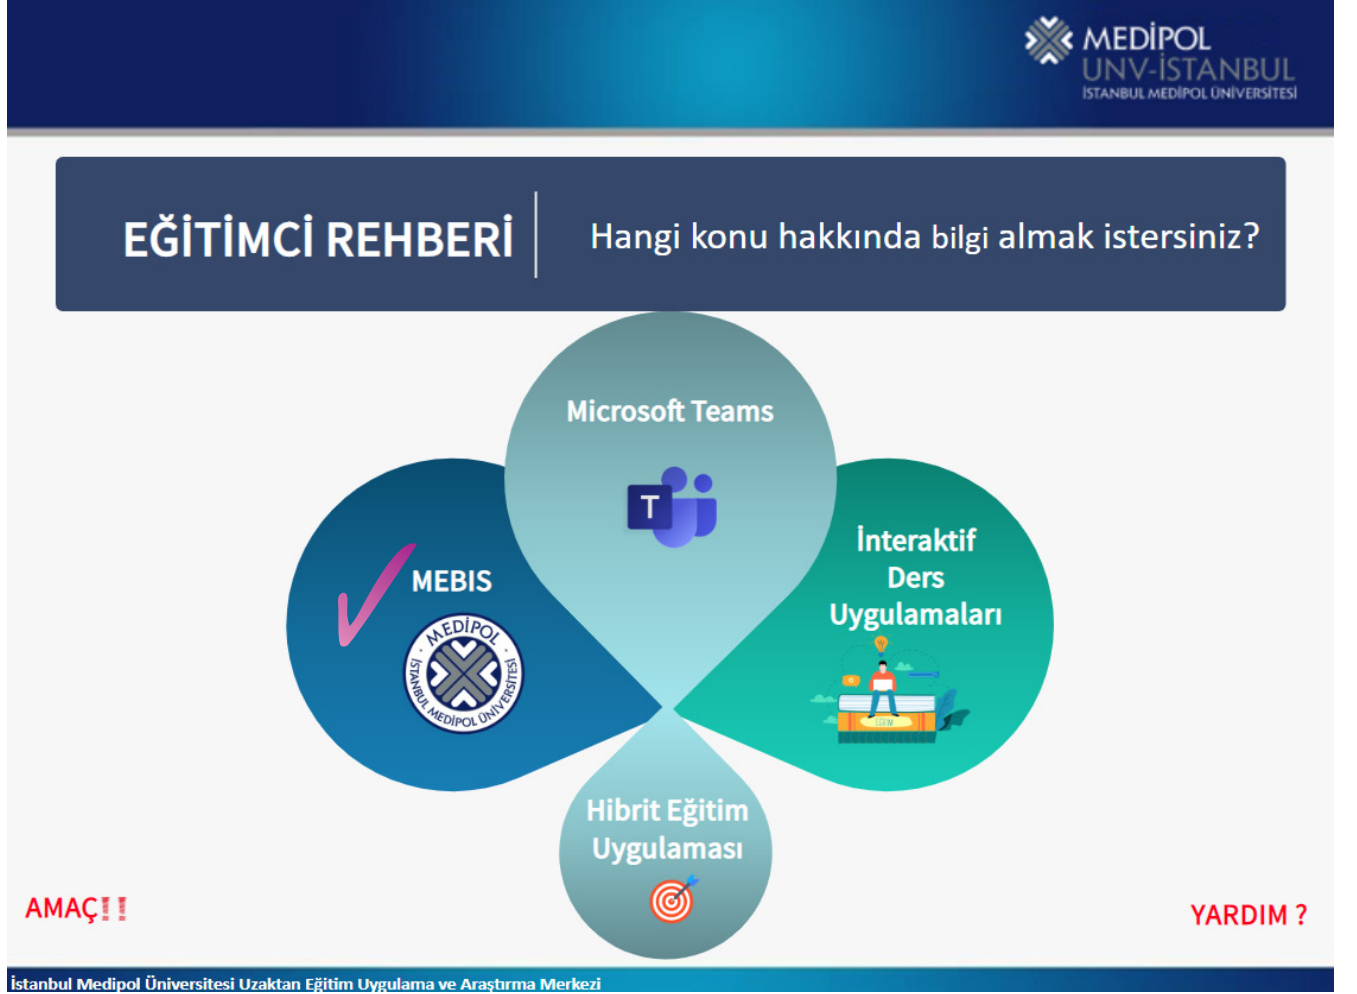 MEDİPOL
UNV-İSTANBUL
İSTANBUL MEDİPOL ÜNİVERSİTESİ
EĞİTİMCİ REHBERİ
Hangi konu hakkında bilgi almak istersiniz?
Microsoft Teams
T
MEBIS
MEDİPOL
İSTANBUL MEDİPOL ÜNİVERSİTESİ
İnteraktif
Ders
Uygulamaları
Hibrit Eğitim
Uygulaması
AMAÇ!!
YARDIM ?
İstanbul Medipol Üniversitesi Uzaktan Eğitim Uygulama ve Araştırma Merkezi